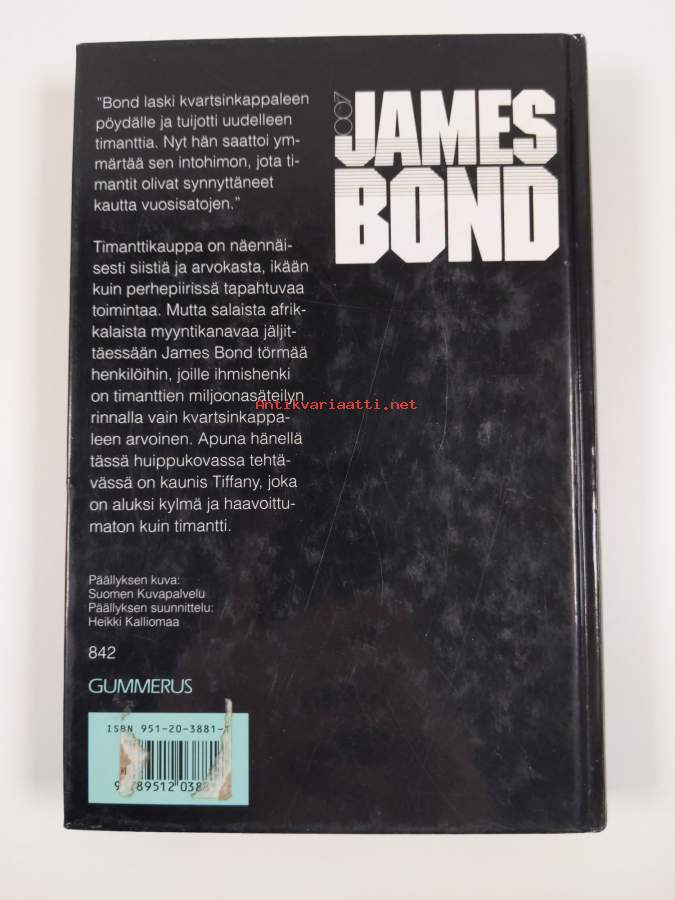 "Bond laski kvartsinkappaleen
pöydälle ja tuijotti uudelleen
timanttia. Nyt hän saattoi ym-
märtää sen intohimon, jota ti-
mantit olivat synnyttäneet
kautta vuosisatojen."
Timanttikauppa on näennäi-
sesti siistiä ja arvokasta, ikään
kuin perhepiirissä tapahtuvaa
toimintaa. Mutta salaista afrik-
kalaista myyntikanavaa jäljit-
täessään James Bond törmää
henkilöihin, joille ihmishenki
on timanttien miljoonasäteilyn
rinnalla vain kvartsinkappa-
leen arvoinen. Apuna hänellä
tässä huippukovassa tehtä-
vässä on kaunis Tiffany, joka
on aluksi kylmä ja haavoittu-
maton kuin timantti.
Päällyksen kuva:
Suomen Kuvapalvelu
Päällyksen suunnittelu:
Heikki Kalliomaa
842
GUMMERUS
ISBN 951-20-3881-
9 789512 038
007
JAMES
BOND
Antikvariaatti.net